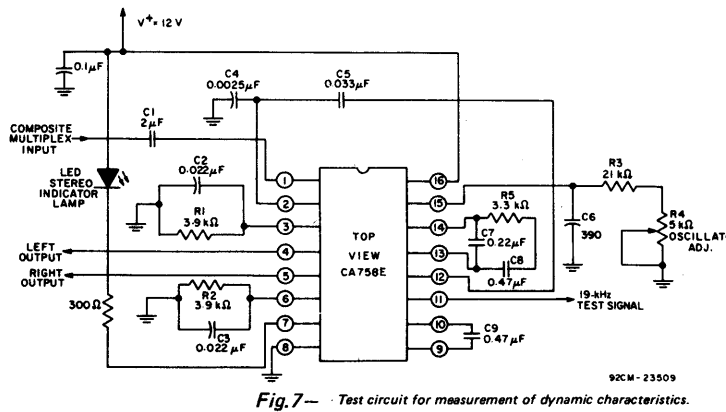 V+ = 12 V
0.1µF
C4
0.0025µF
C5
0.033µF
C1
2µF
COMPOSITE
MULTIPLEX
INPUT
LED
STEREO
INDICATOR
LAMP
C2
0.022µF
R1
3.9 kΩ
LEFT
OUTPUT
RIGHT
OUTPUT
300Ω
R2
3.9 kΩ
C3
0.022µF
1
2
3
4
5
6
7
8
TOP
VIEW
CA758E
16
15
14
13
12
11
10
9
R5
3.3 kΩ
C7
0.22µF
C8
0.47µF
C9
0.47µF
R3
21 kΩ
C6
390
R4
5 kΩ
OSCILLAT
ADJ.
19-kHz
TEST SIGNAL
92CM-23509
Fig. 7— Test circuit for measurement of dynamic characteristics.